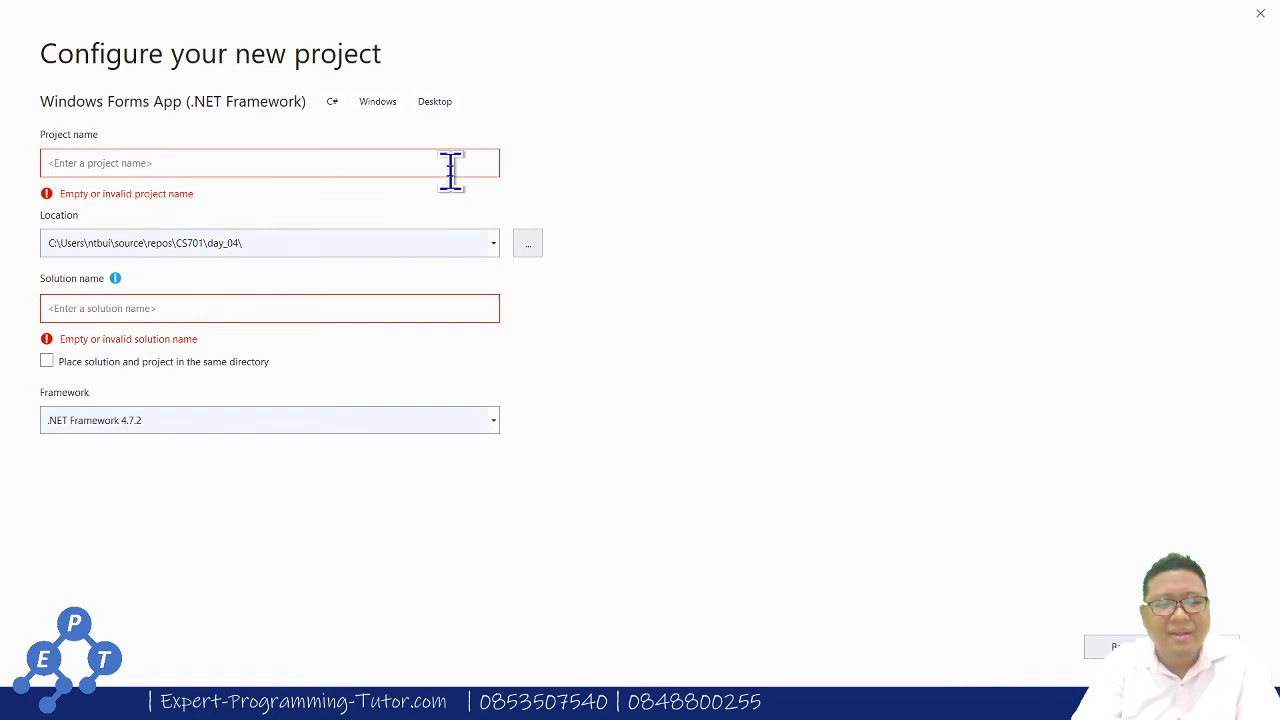 Configure your new project
Windows Forms App (.NET Framework) C# Windows Desktop
Project name
<Enter a project name>
Empty or invalid project name
Location
C:\Users\ntbui\source\repos\CS701\day_04\
...
Solution name
<Enter a solution name>
Empty or invalid solution name
Place solution and project in the same directory
Framework
.NET Framework 4.7.2
P
E T
| Expert-Programming-Tutor.com | 0853507540 | 0848800255